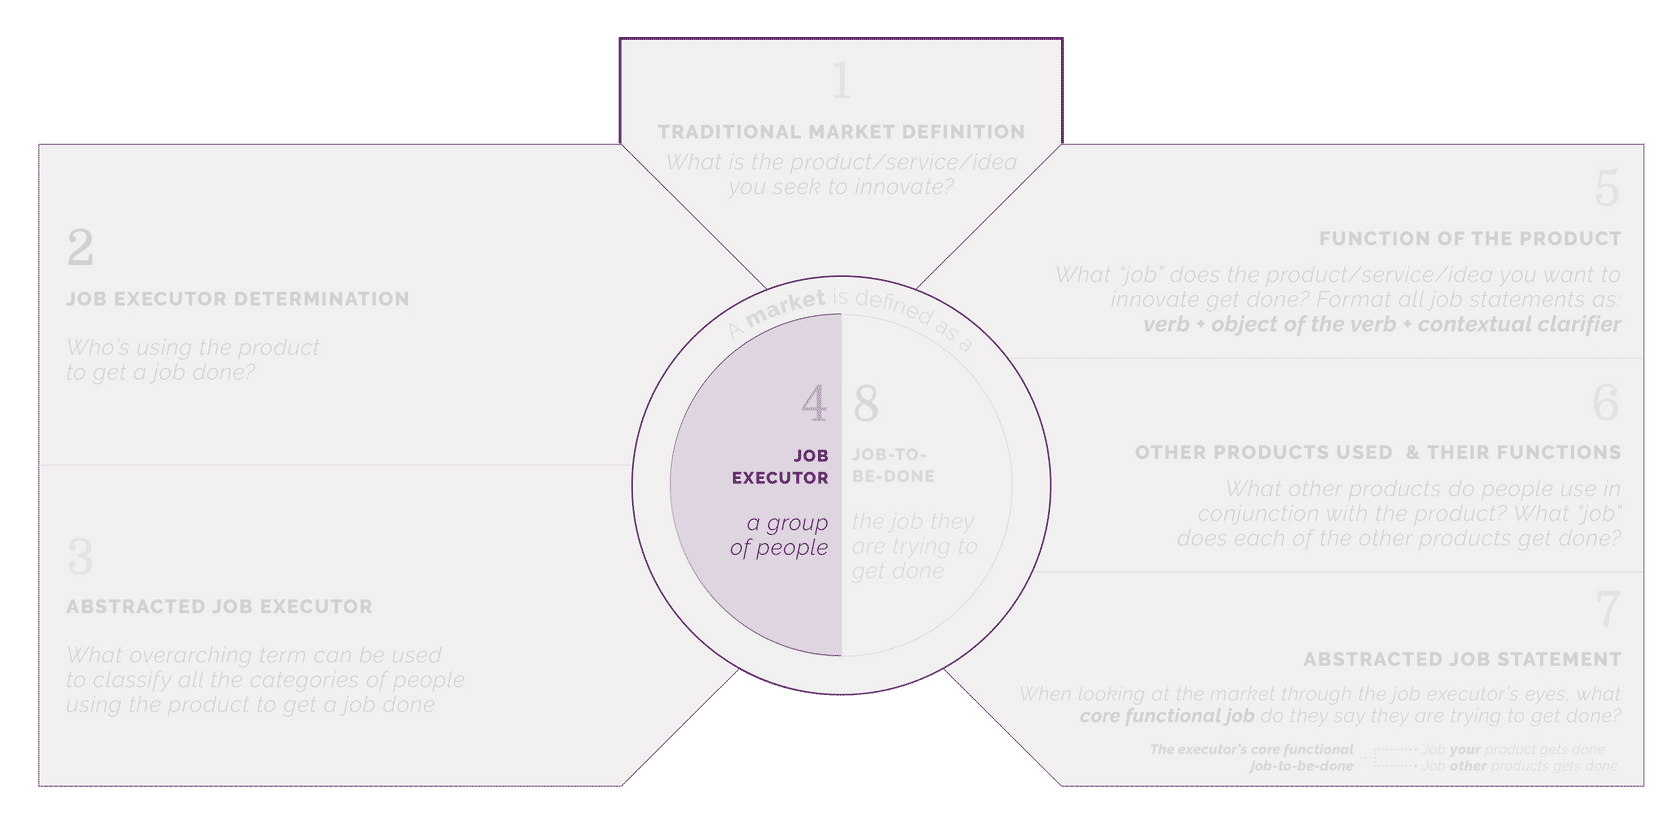 1
TRADITIONAL MARKET DEFINITION
What is the product/service/idea
you seek to innovate?
2
JOB EXECUTOR DETERMINATION
Who's using the product
to get a job done?
3
ABSTRACTED JOB EXECUTOR
What overarching term can be used
to classify all the categories of people
using the product to get a job done
A market is defined as a
4
JOB
EXECUTOR
a group
of people
8
JOB-TO-
BE-DONE
the job they
are trying to
get done
5
FUNCTION OF THE PRODUCT
What “job” does the product/service/idea you want to
innovate get done? Format all job statements as:
verb + object of the verb + contextual clarifier
6
OTHER PRODUCTS USED & THEIR FUNCTIONS
What other products do people use in
conjunction with the product? What “job”
does each of the other products get done?
7
ABSTRACTED JOB STATEMENT
When looking at the market through the job executor's eyes, what
core functional job do they say they are trying to get done?
The executor's core functional
job-to-be-done
Job your product gets done
Job other products gets done